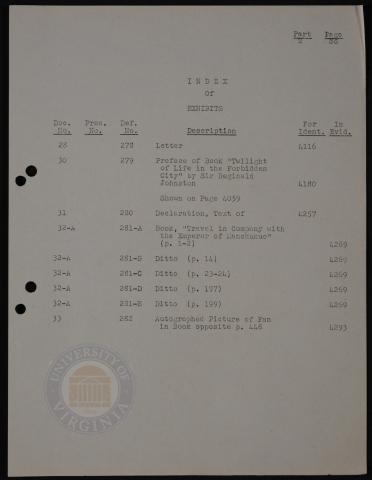 Part Page
INDEX
Of
EXHIBITS
Doc. Pros. Def. For In
No. No. No. Description Ident. Evid.
28 278 Letter 4116
30 279 Preface of Book "Twilight
of Life in the Forbidden
City" by Sir Reginald
Johnston 4180
Shown on Page 4039
31 280 Declaration, Text of 4257
32-A 281-A Book, "Travel in Company with
the Emperor of Manchukuo"
(p. 1-2) 4269
32-A 281-B Ditto (p. 14) 4269
32-A 281-C Ditto (p. 23-24) 4269
32-A 281-D Ditto (p. 197) 4269
32-A 281-E Ditto (p. 199) 4269
33 282 Autographed Picture of Fan
in Book opposite p. 446 4293
UNIVERSITY OF
VIRGINIA